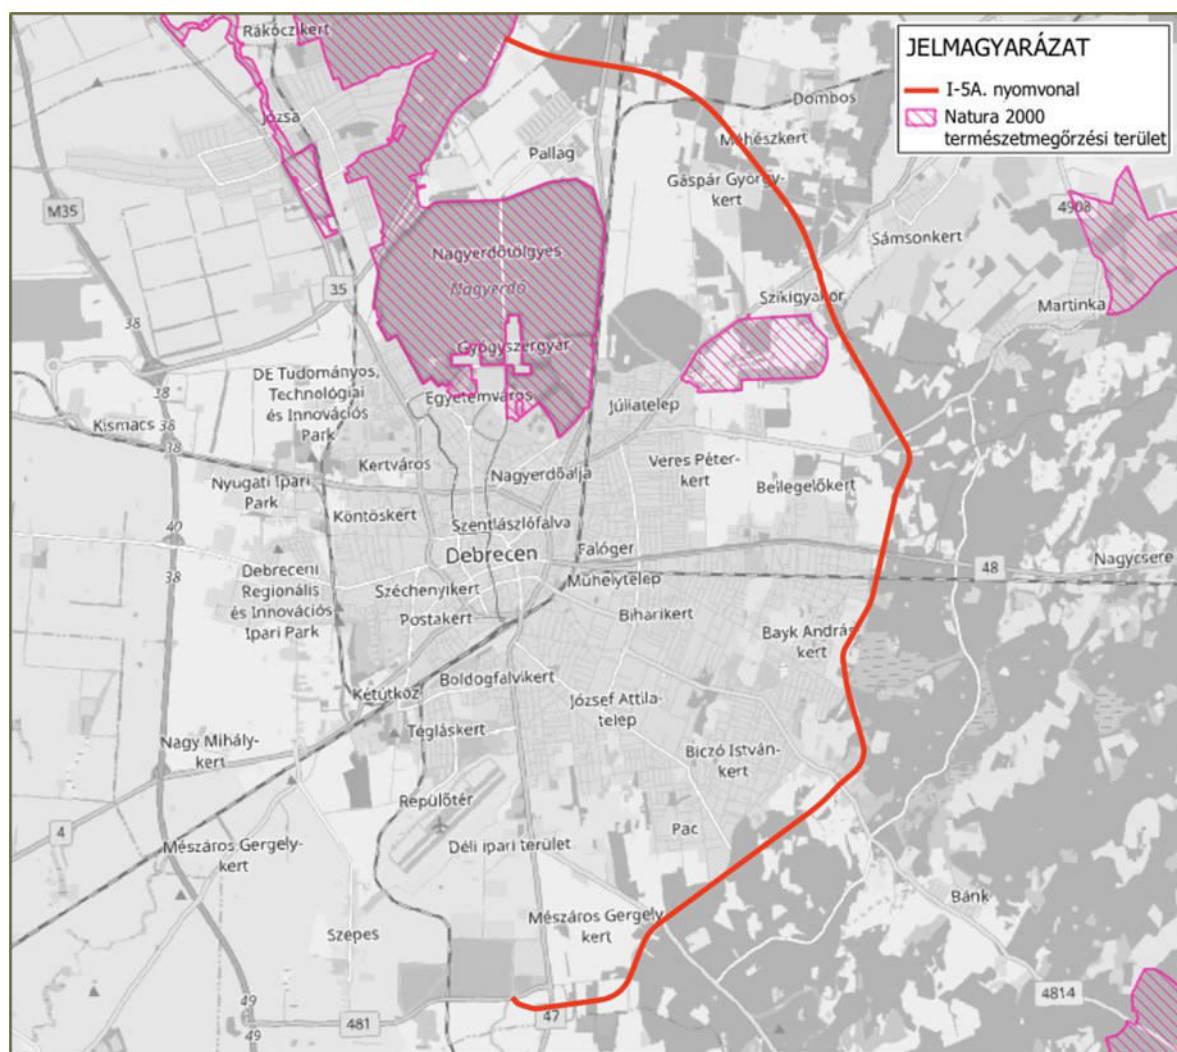 Rákóczikert
JELMAGYARÁZAT
I-5A. nyomvonal
Natura 2000
természetmegőrzési terület
Dombos
Józsa
Méhészkert
Pallag
Gáspár György-
kert
M35
4908
Sámsonkert
Nagyerdőtölgyes
Nagyerdő
35
Szikigyakor
Martinka
38
Gyógyszergyár
DE Tudományos,
Technológiai
és Innovációs
Park
38
Egyetemváros
Júliatelep
Kismacs
38
38
Kertváros
Nagyerdőalja
Veres Péter-
kert
Bellegelőkert
Nyugati Ipari
Park
Köntöskert
Szentlászlófalva
40
Debrecen
Falóger
Nagycsere
48
38
Debreceni
Regionális
és Innovációs
Ipari Park
Széchenyikert
Műhelytelep
Postakert
Biharikert
Bayk András
kert
Kétútköz
Boldogfalvikert
József Attila-
telep
Nagy Mihály-
kert
Tégláskert
Biczó István-
kert
Repülőtér
4
Pac
Mészáros Gergely-
kert
Déli ipari terület
Bánk
Mészáros Gergely
kert
Szepes
49
49
481
47
4814